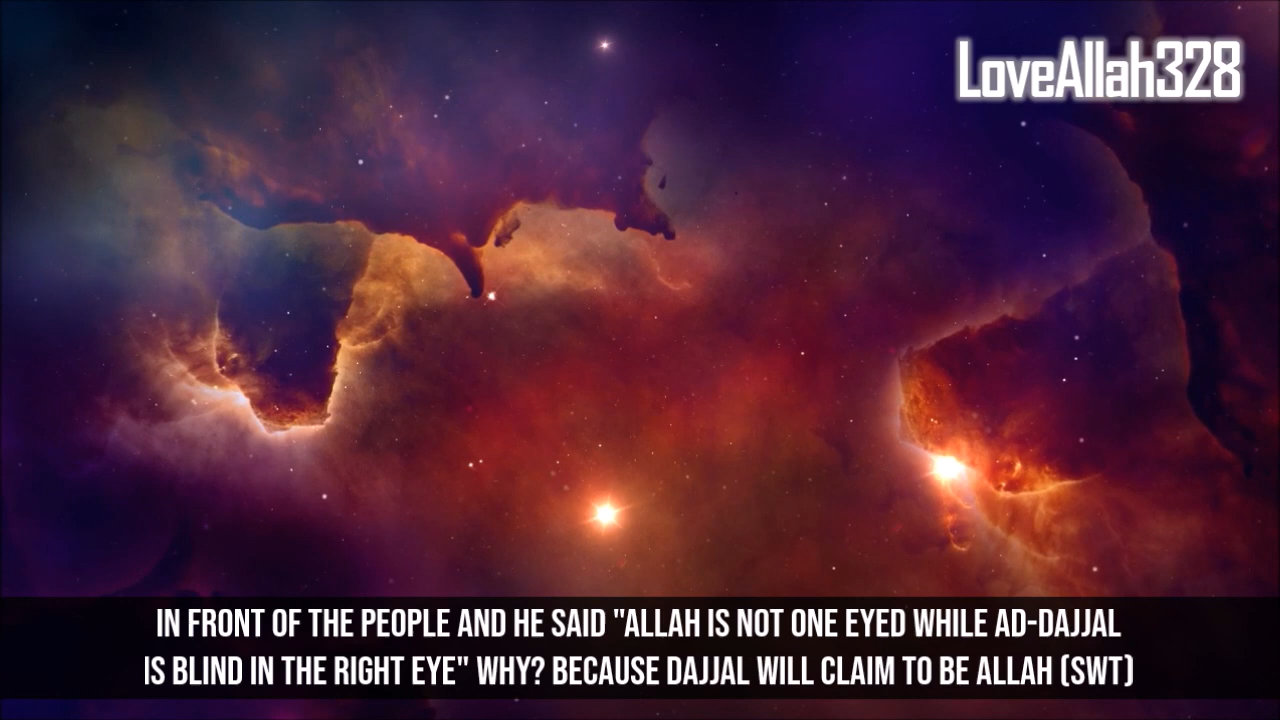 LoveAllah328
IN FRONT OF THE PEOPLE AND HE SAID "ALLAH IS NOT ONE EYED WHILE AD-DAJJAL
IS BLIND IN THE RIGHT EYE" WHY? BECAUSE DAJJAL WILL CLAIM TO BE ALLAH (SWT)